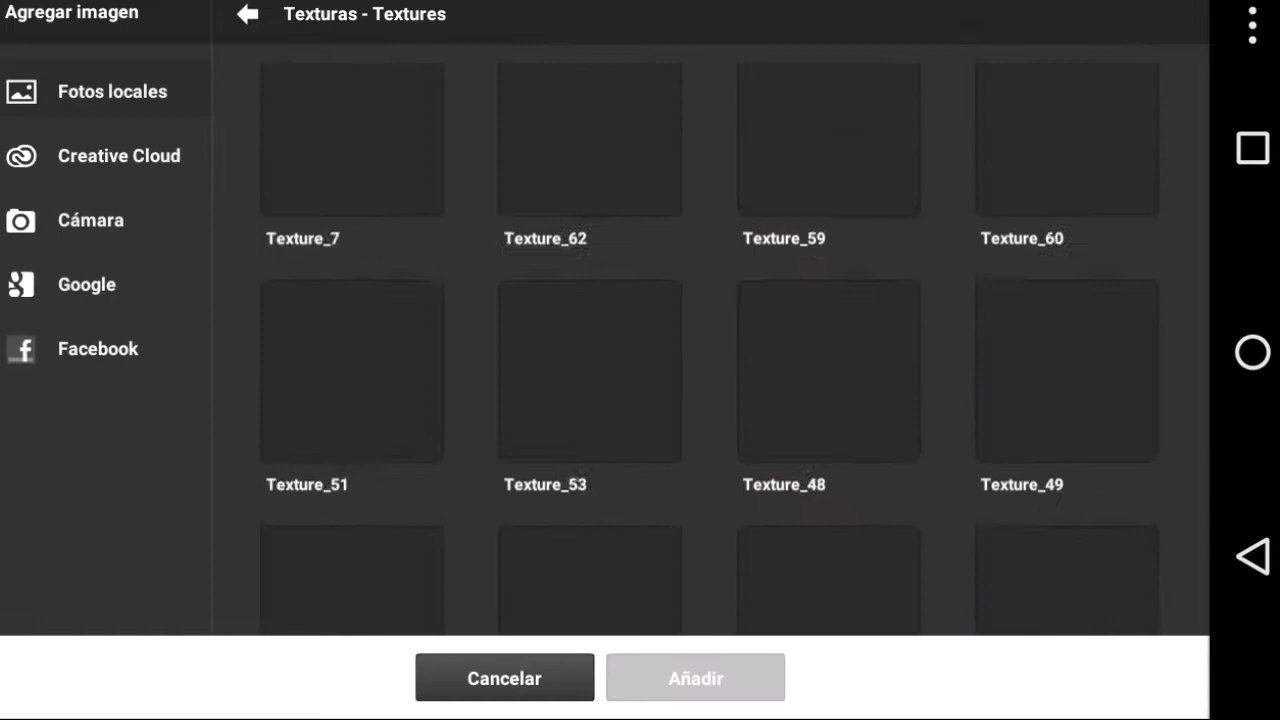 Agregar imagen
Texturas - Textures
Fotos locales
Creative Cloud
Cámara
Google
Facebook
Texture_7
Texture_62
Texture_59
Texture_60
Texture_51
Texture_53
Texture_48
Texture_49
Cancelar
Añadir